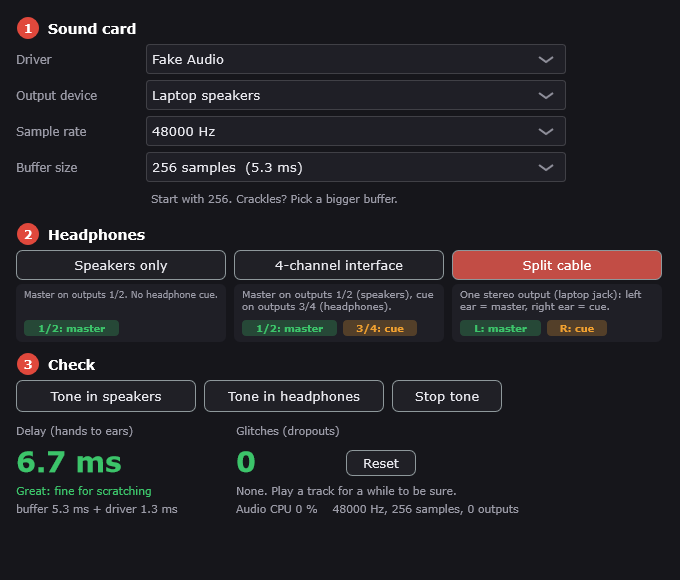 1 Sound card
Driver Fake Audio
Output device Laptop speakers
Sample rate 48000 Hz
Buffer size 256 samples (5.3 ms)
Start with 256. Crackles? Pick a bigger buffer.
2 Headphones
Speakers only 4-channel interface Split cable
Master on outputs 1/2. No headphone cue.
1/2: master
Master on outputs 1/2 (speakers), cue
on outputs 3/4 (headphones).
1/2: master 3/4: cue
One stereo output (laptop jack): left
ear = master, right ear = cue.
L: master R: cue
3 Check
Tone in speakers Tone in headphones Stop tone
Delay (hands to ears) Glitches (dropouts)
6.7 ms 0 Reset
Great: fine for scratching None. Play a track for a while to be sure.
buffer 5.3 ms + driver 1.3 ms Audio CPU 0 % 48000 Hz, 256 samples, 0 outputs